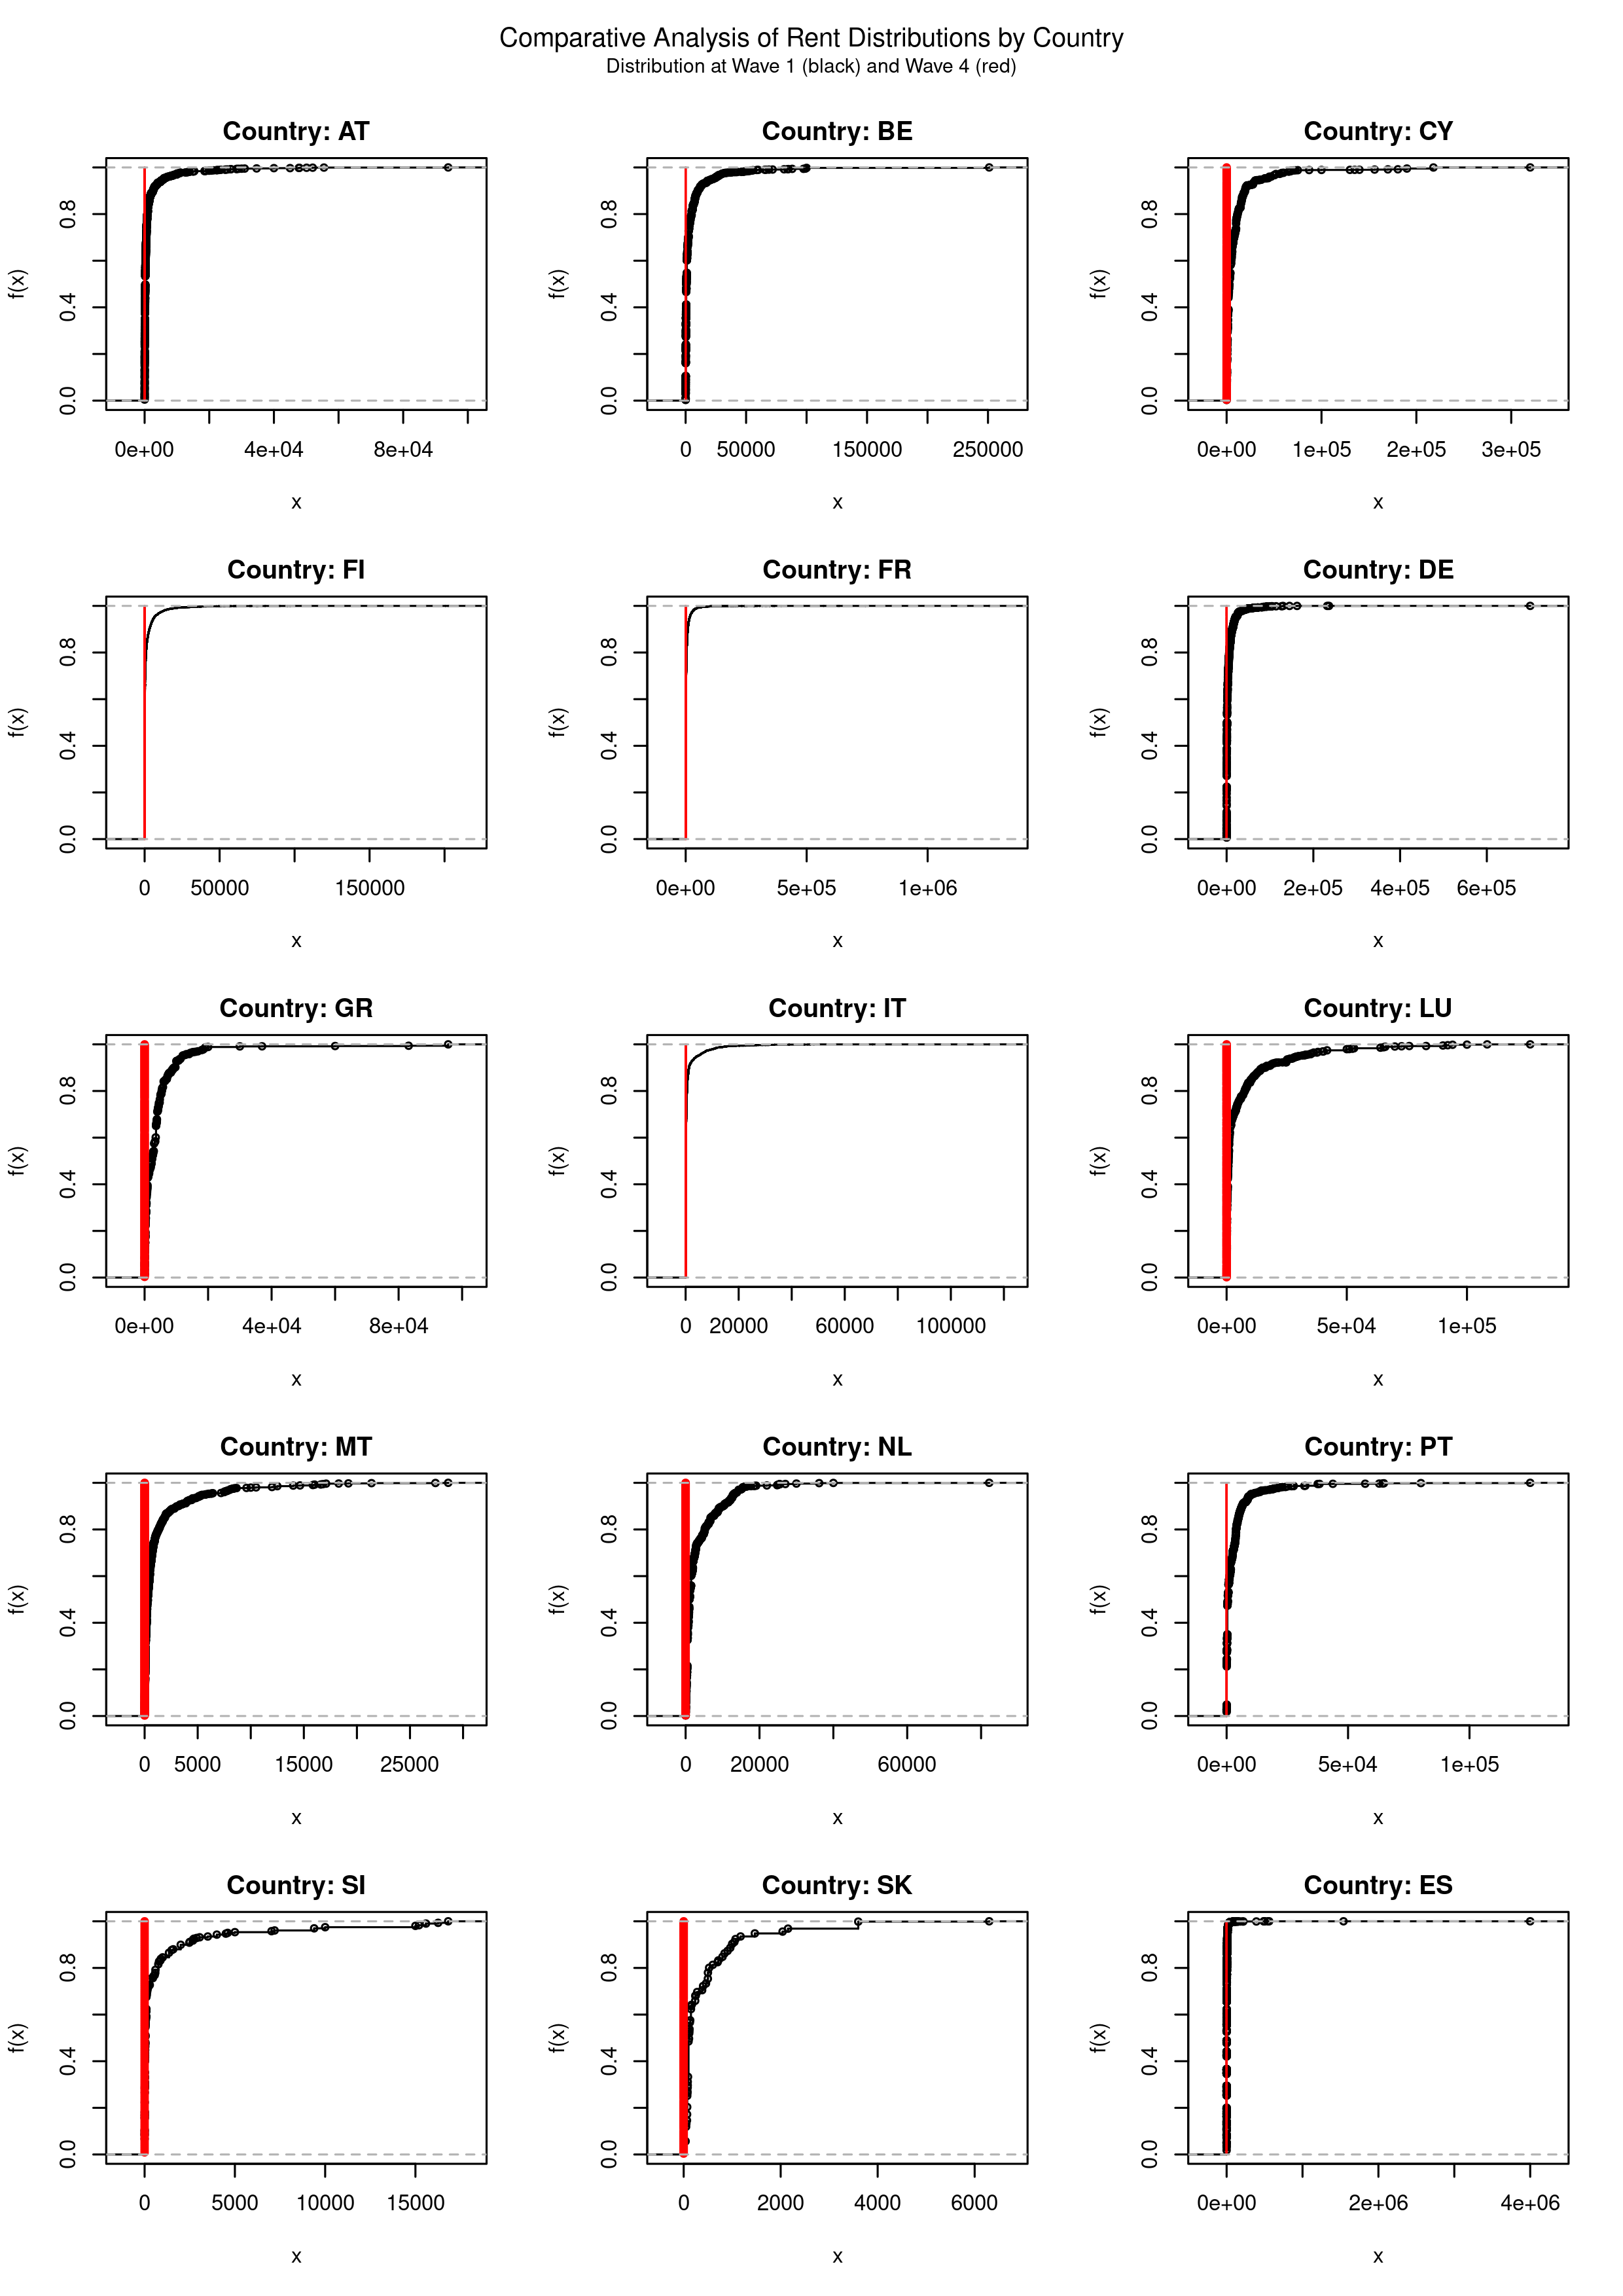 Comparative Analysis of Rent Distributions by Country
Distribution at Wave 1 (black) and Wave 4 (red)
Country: AT
f(x)
0.0 0.4 0.8
0e+00 4e+04 8e+04
x
Country: BE
f(x)
0.0 0.4 0.8
0 50000 150000 250000
x
Country: CY
f(x)
0.0 0.4 0.8
0e+00 1e+05 2e+05 3e+05
x
Country: FI
f(x)
0.0 0.4 0.8
0 50000 150000
x
Country: FR
f(x)
0.0 0.4 0.8
0e+00 5e+05 1e+06
x
Country: DE
f(x)
0.0 0.4 0.8
0e+00 2e+05 4e+05 6e+05
x
Country: GR
f(x)
0.0 0.4 0.8
0e+00 4e+04 8e+04
x
Country: IT
f(x)
0.0 0.4 0.8
0 20000 60000 100000
x
Country: LU
f(x)
0.0 0.4 0.8
0e+00 5e+04 1e+05
x
Country: MT
f(x)
0.0 0.4 0.8
0 5000 15000 25000
x
Country: NL
f(x)
0.0 0.4 0.8
0 20000 60000
x
Country: PT
f(x)
0.0 0.4 0.8
0e+00 5e+04 1e+05
x
Country: SI
f(x)
0.0 0.4 0.8
0 5000 10000 15000
x
Country: SK
f(x)
0.0 0.4 0.8
0 2000 4000 6000
x
Country: ES
f(x)
0.0 0.4 0.8
0e+00 2e+06 4e+06
x